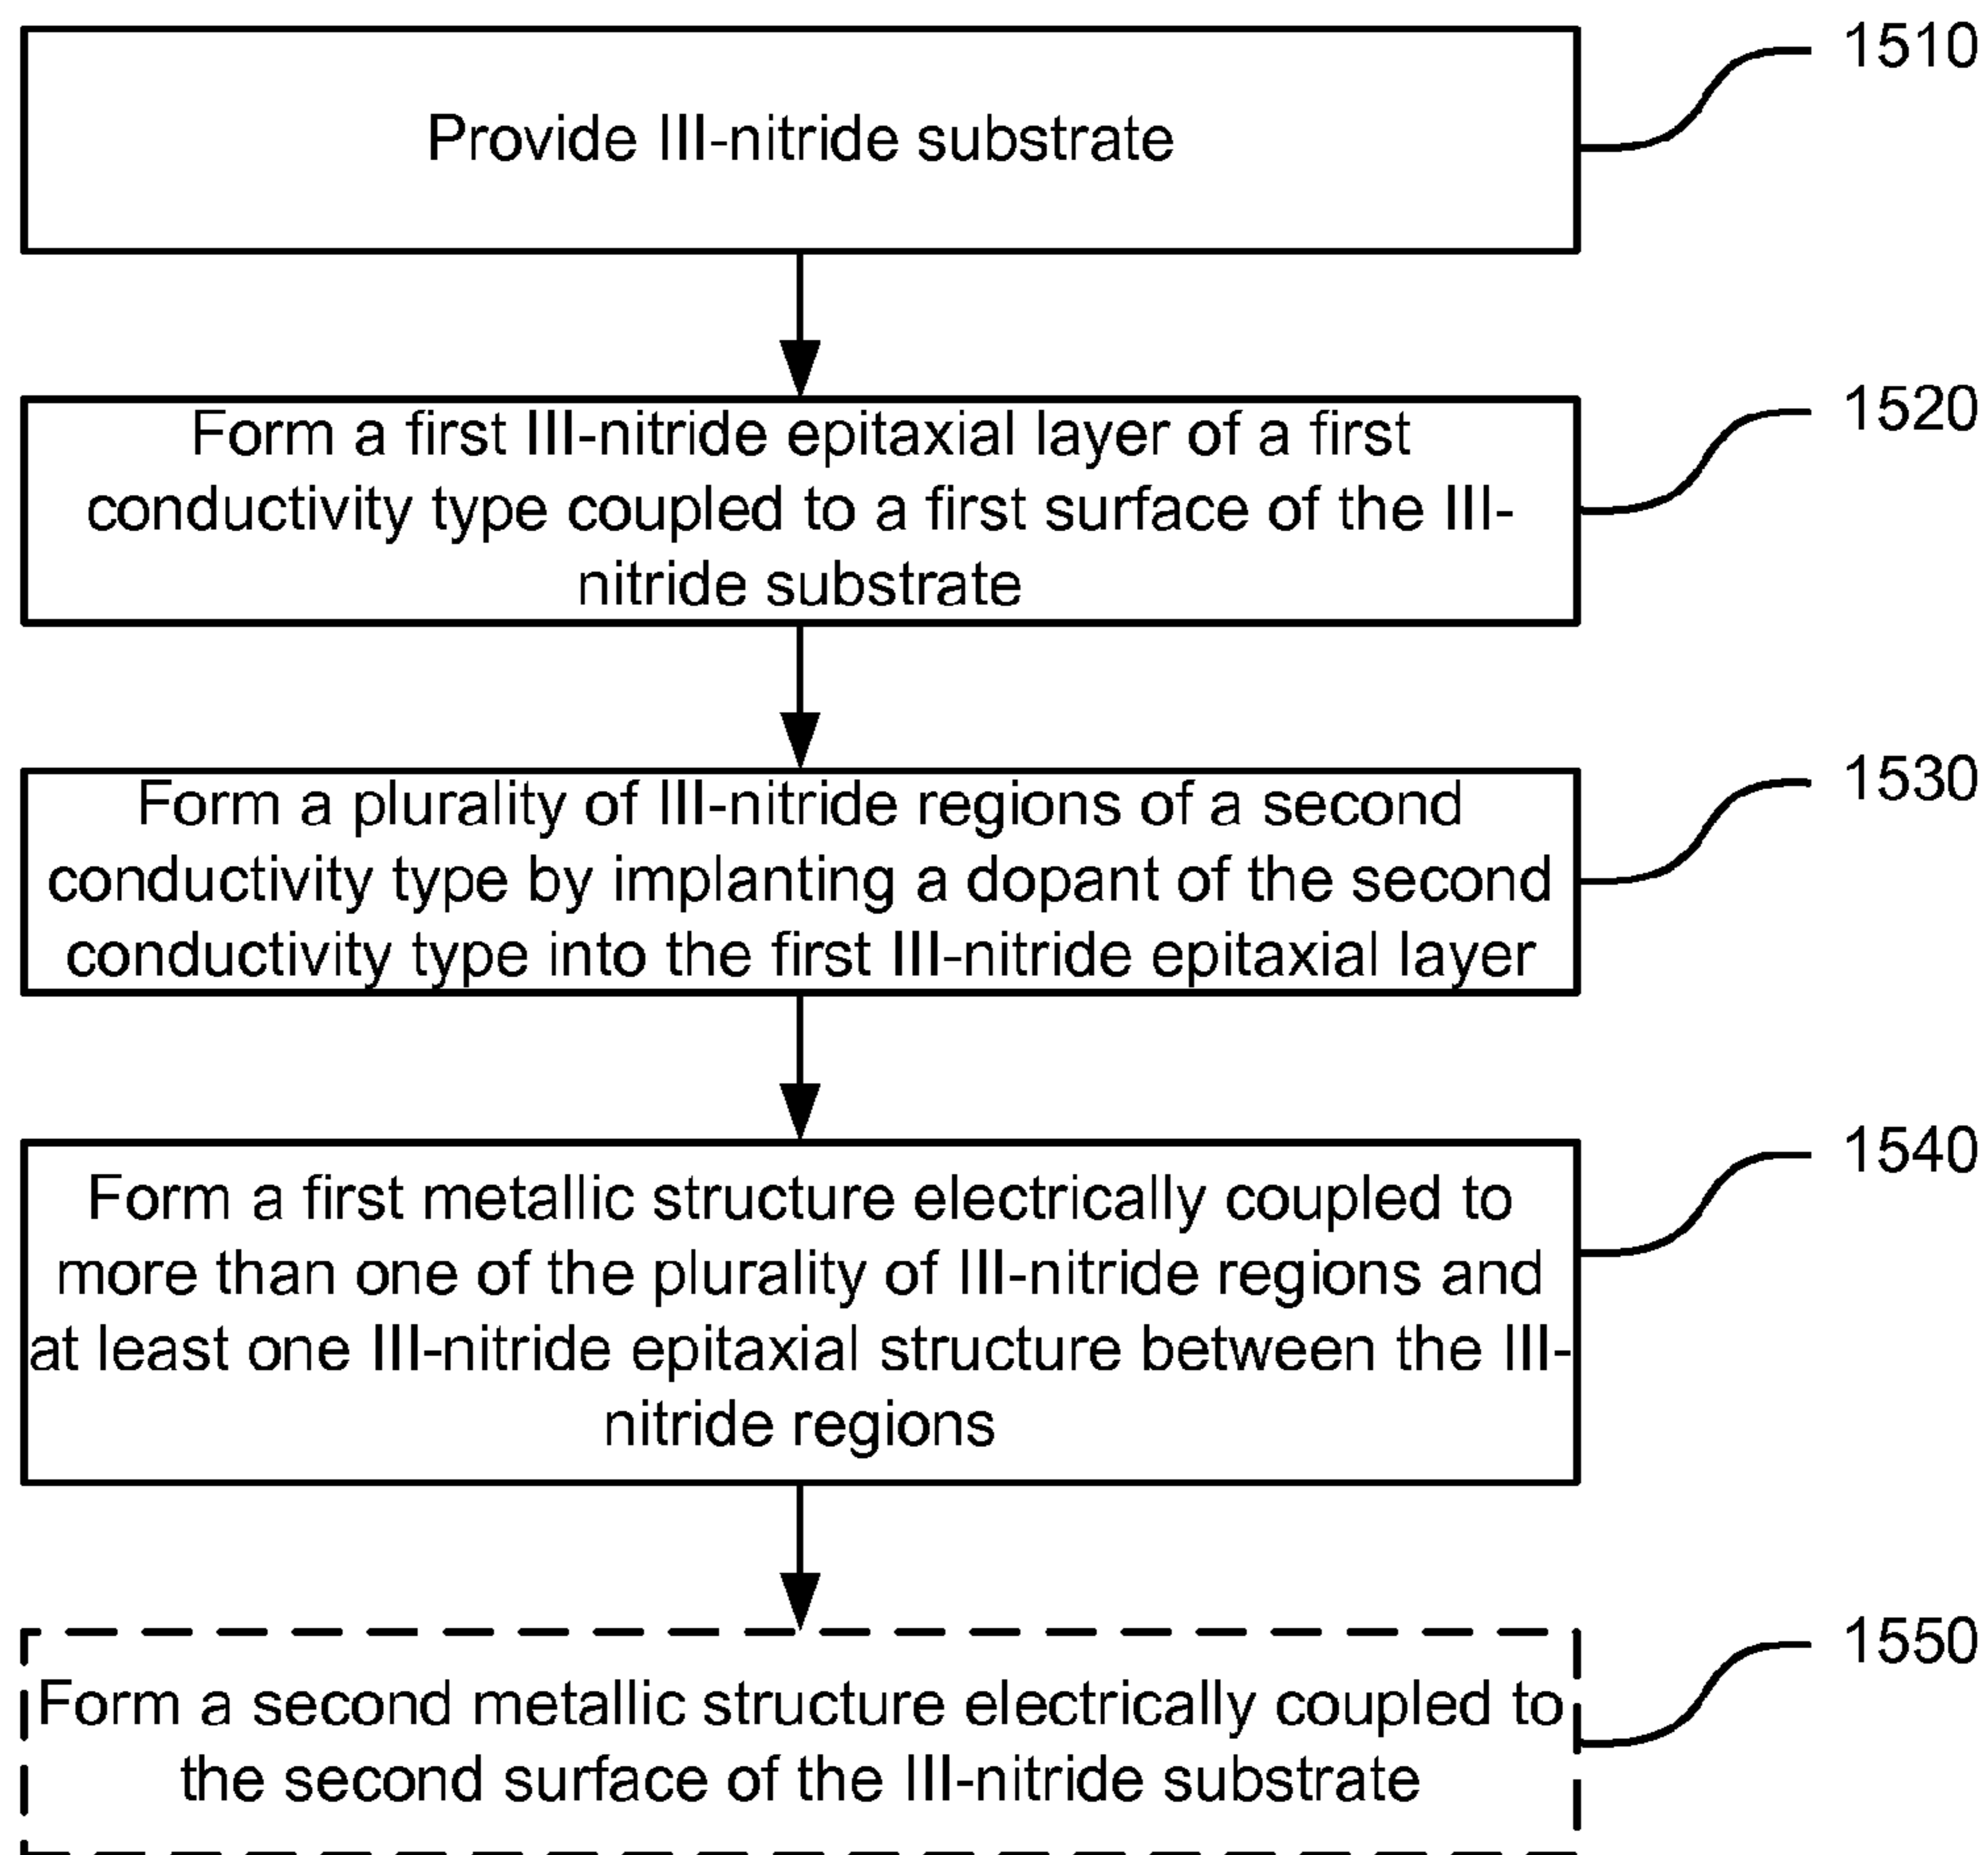 1510
Provide III-nitride substrate
1520
Form a first III-nitride epitaxial layer of a first
conductivity type coupled to a first surface of the III-
nitride substrate
1530
Form a plurality of III-nitride regions of a second
conductivity type by implanting a dopant of the second
conductivity type into the first III-nitride epitaxial layer
1540
Form a first metallic structure electrically coupled to
more than one of the plurality of III-nitride regions and
at least one III-nitride epitaxial structure between the III-
nitride regions
1550
Form a second metallic structure electrically coupled to
the second surface of the III-nitride substrate